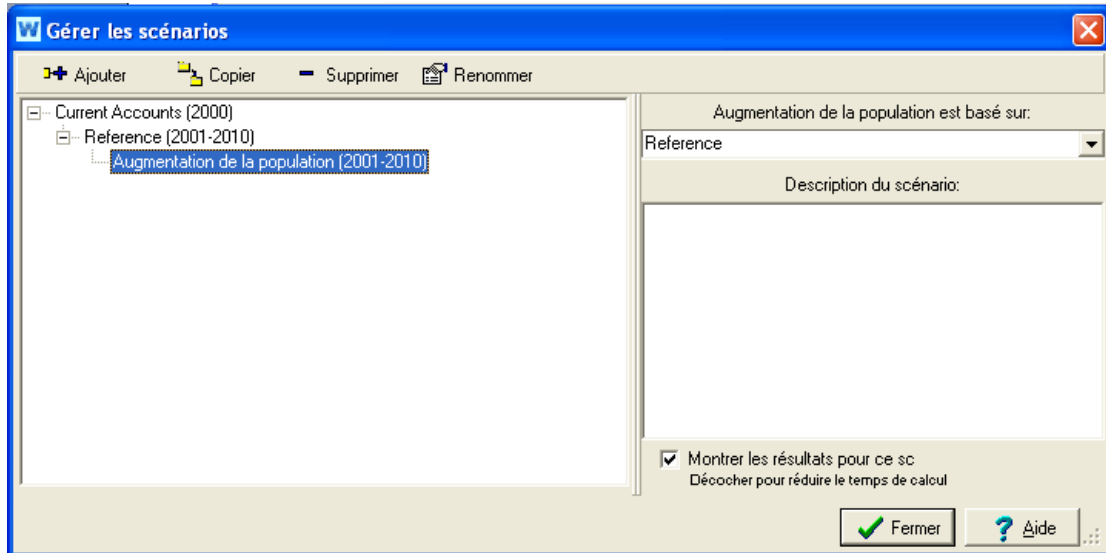 W Gérer les scénarios
Ajouter Copier Supprimer Renommer
Current Accounts (2000)
Reference (2001-2010)
Augmentation de la population (2001-2010)
Augmentation de la population est basé sur:
Reference
Description du scénario:
Montrer les résultats pour ce sc
Décocher pour réduire le temps de calcul
Fermer ? Aide